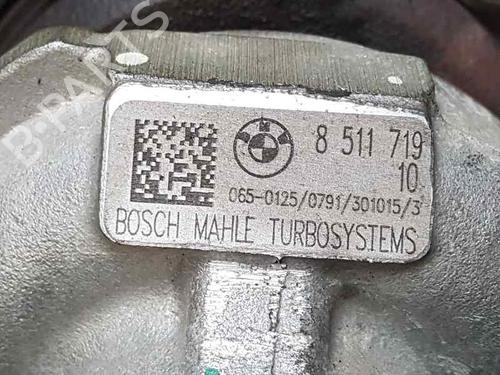 B-PARTS
8 511 719
10
065-0125/0791/301015/3
BOSCH MAHLE TURBOSYSTEMS